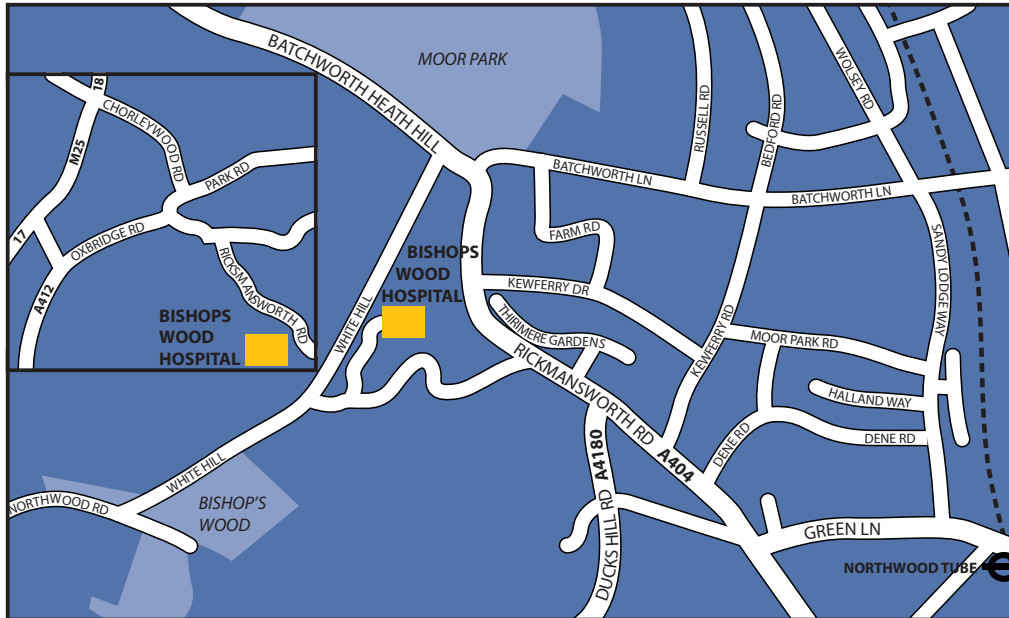 BATCHWORTH HEATH HILL
MOOR PARK
RUSSELL RD
BEDFORD RD
WOLSEY RD
18
M25
CHORLEYWOOD RD
PARK RD
17
OXBRIDGE RD
A412
RICKSMANSWORTH RD
BISHOPS
WOOD
HOSPITAL
BATCHWORTH LN
BATCHWORTH LN
FARM RD
SANDY LODGE WAY
BISHOPS
WOOD
HOSPITAL
KEWFERRY DR
WHITE HILL
THIRIMERE GARDENS
KEWFERRY RD
MOOR PARK RD
RICKMANSWORTH RD
A404
HALLAND WAY
DENE RD
DENE RD
A4180
DUCKS HILL RD
WHITE HILL
NORTHWOOD RD
BISHOP'S
WOOD
GREEN LN
NORTHWOOD TUBE